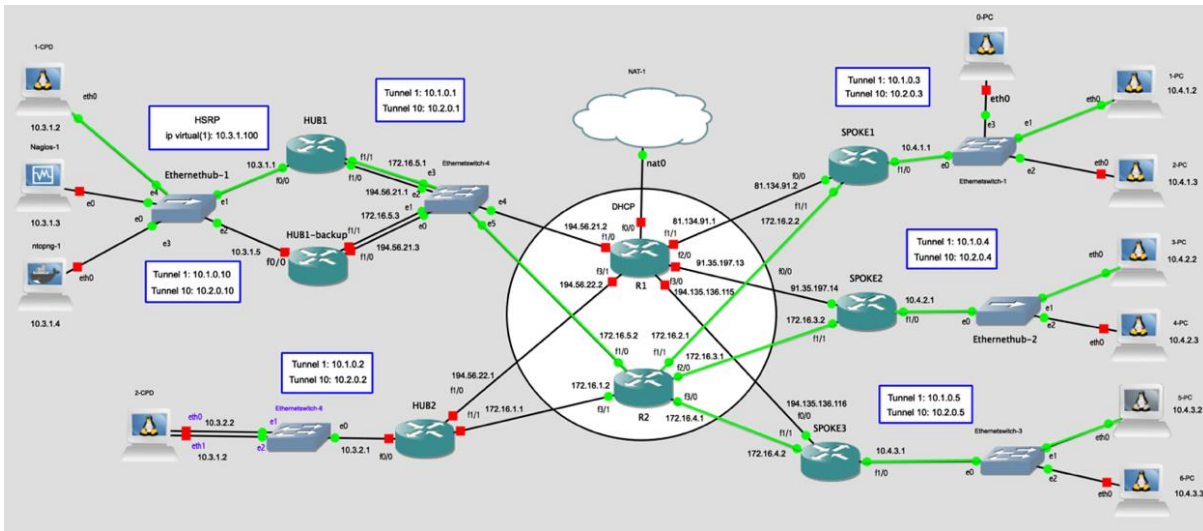 1-CPD
eth0
10.3.1.2
Nagios-1
e0
10.3.1.3
ntopng-1
eth0
10.3.1.4
HSRP
ip virtual(1): 10.3.1.100
Ethernethub-1
e4
e0
e1
e2
e3
Tunnel 1: 10.1.0.10
Tunnel 10: 10.2.0.10
Tunnel 1: 10.1.0.1
Tunnel 10: 10.2.0.1
HUB1
10.3.1.1
f0/0
f1/1
f1/0
172.16.5.1
194.56.21.1
HUB1-backup
10.3.1.5
f0/0
f1/1
f1/0
172.16.5.3
194.56.21.3
Ethernetswitch-4
e3
e2
e1
e0
e4
e5
NAT-1
nat0
DHCP
f0/0
194.56.21.2
f1/0
f1/1
81.134.91.1
f2/0
91.35.197.13
f3/1
194.56.22.2
f3/0
194.135.136.115
R1
172.16.5.2
f1/0
172.16.2.1
f1/1
172.16.3.1
f2/0
172.16.1.2
f3/1
f3/0
172.16.4.1
R2
Tunnel 1: 10.1.0.2
Tunnel 10: 10.2.0.2
2-CPD
eth0
10.3.2.2
eth1
10.3.1.2
Ethernetswitch-6
e1
e2
e0
10.3.2.1
f0/0
HUB2
194.56.22.1
f1/0
f1/1
172.16.1.1
Tunnel 1: 10.1.0.3
Tunnel 10: 10.2.0.3
SPOKE1
81.134.91.2
f0/0
f1/1
172.16.2.2
10.4.1.1
f1/0
0-PC
eth0
e3
e0
e1
e2
Ethernetswitch-1
1-PC
10.4.1.2
eth0
2-PC
10.4.1.3
eth0
Tunnel 1: 10.1.0.4
Tunnel 10: 10.2.0.4
SPOKE2
f0/0
91.35.197.14
172.16.3.2
f1/1
10.4.2.1
f1/0
e0
e1
e2
Ethernethub-2
3-PC
10.4.2.2
eth0
4-PC
10.4.2.3
eth0
Tunnel 1: 10.1.0.5
Tunnel 10: 10.2.0.5
SPOKE3
194.135.136.116
f0/0
f1/1
172.16.4.2
10.4.3.1
f1/0
Ethernetswitch-3
e0
e1
e2
5-PC
10.4.3.2
eth0
6-PC
10.4.3.3
eth0